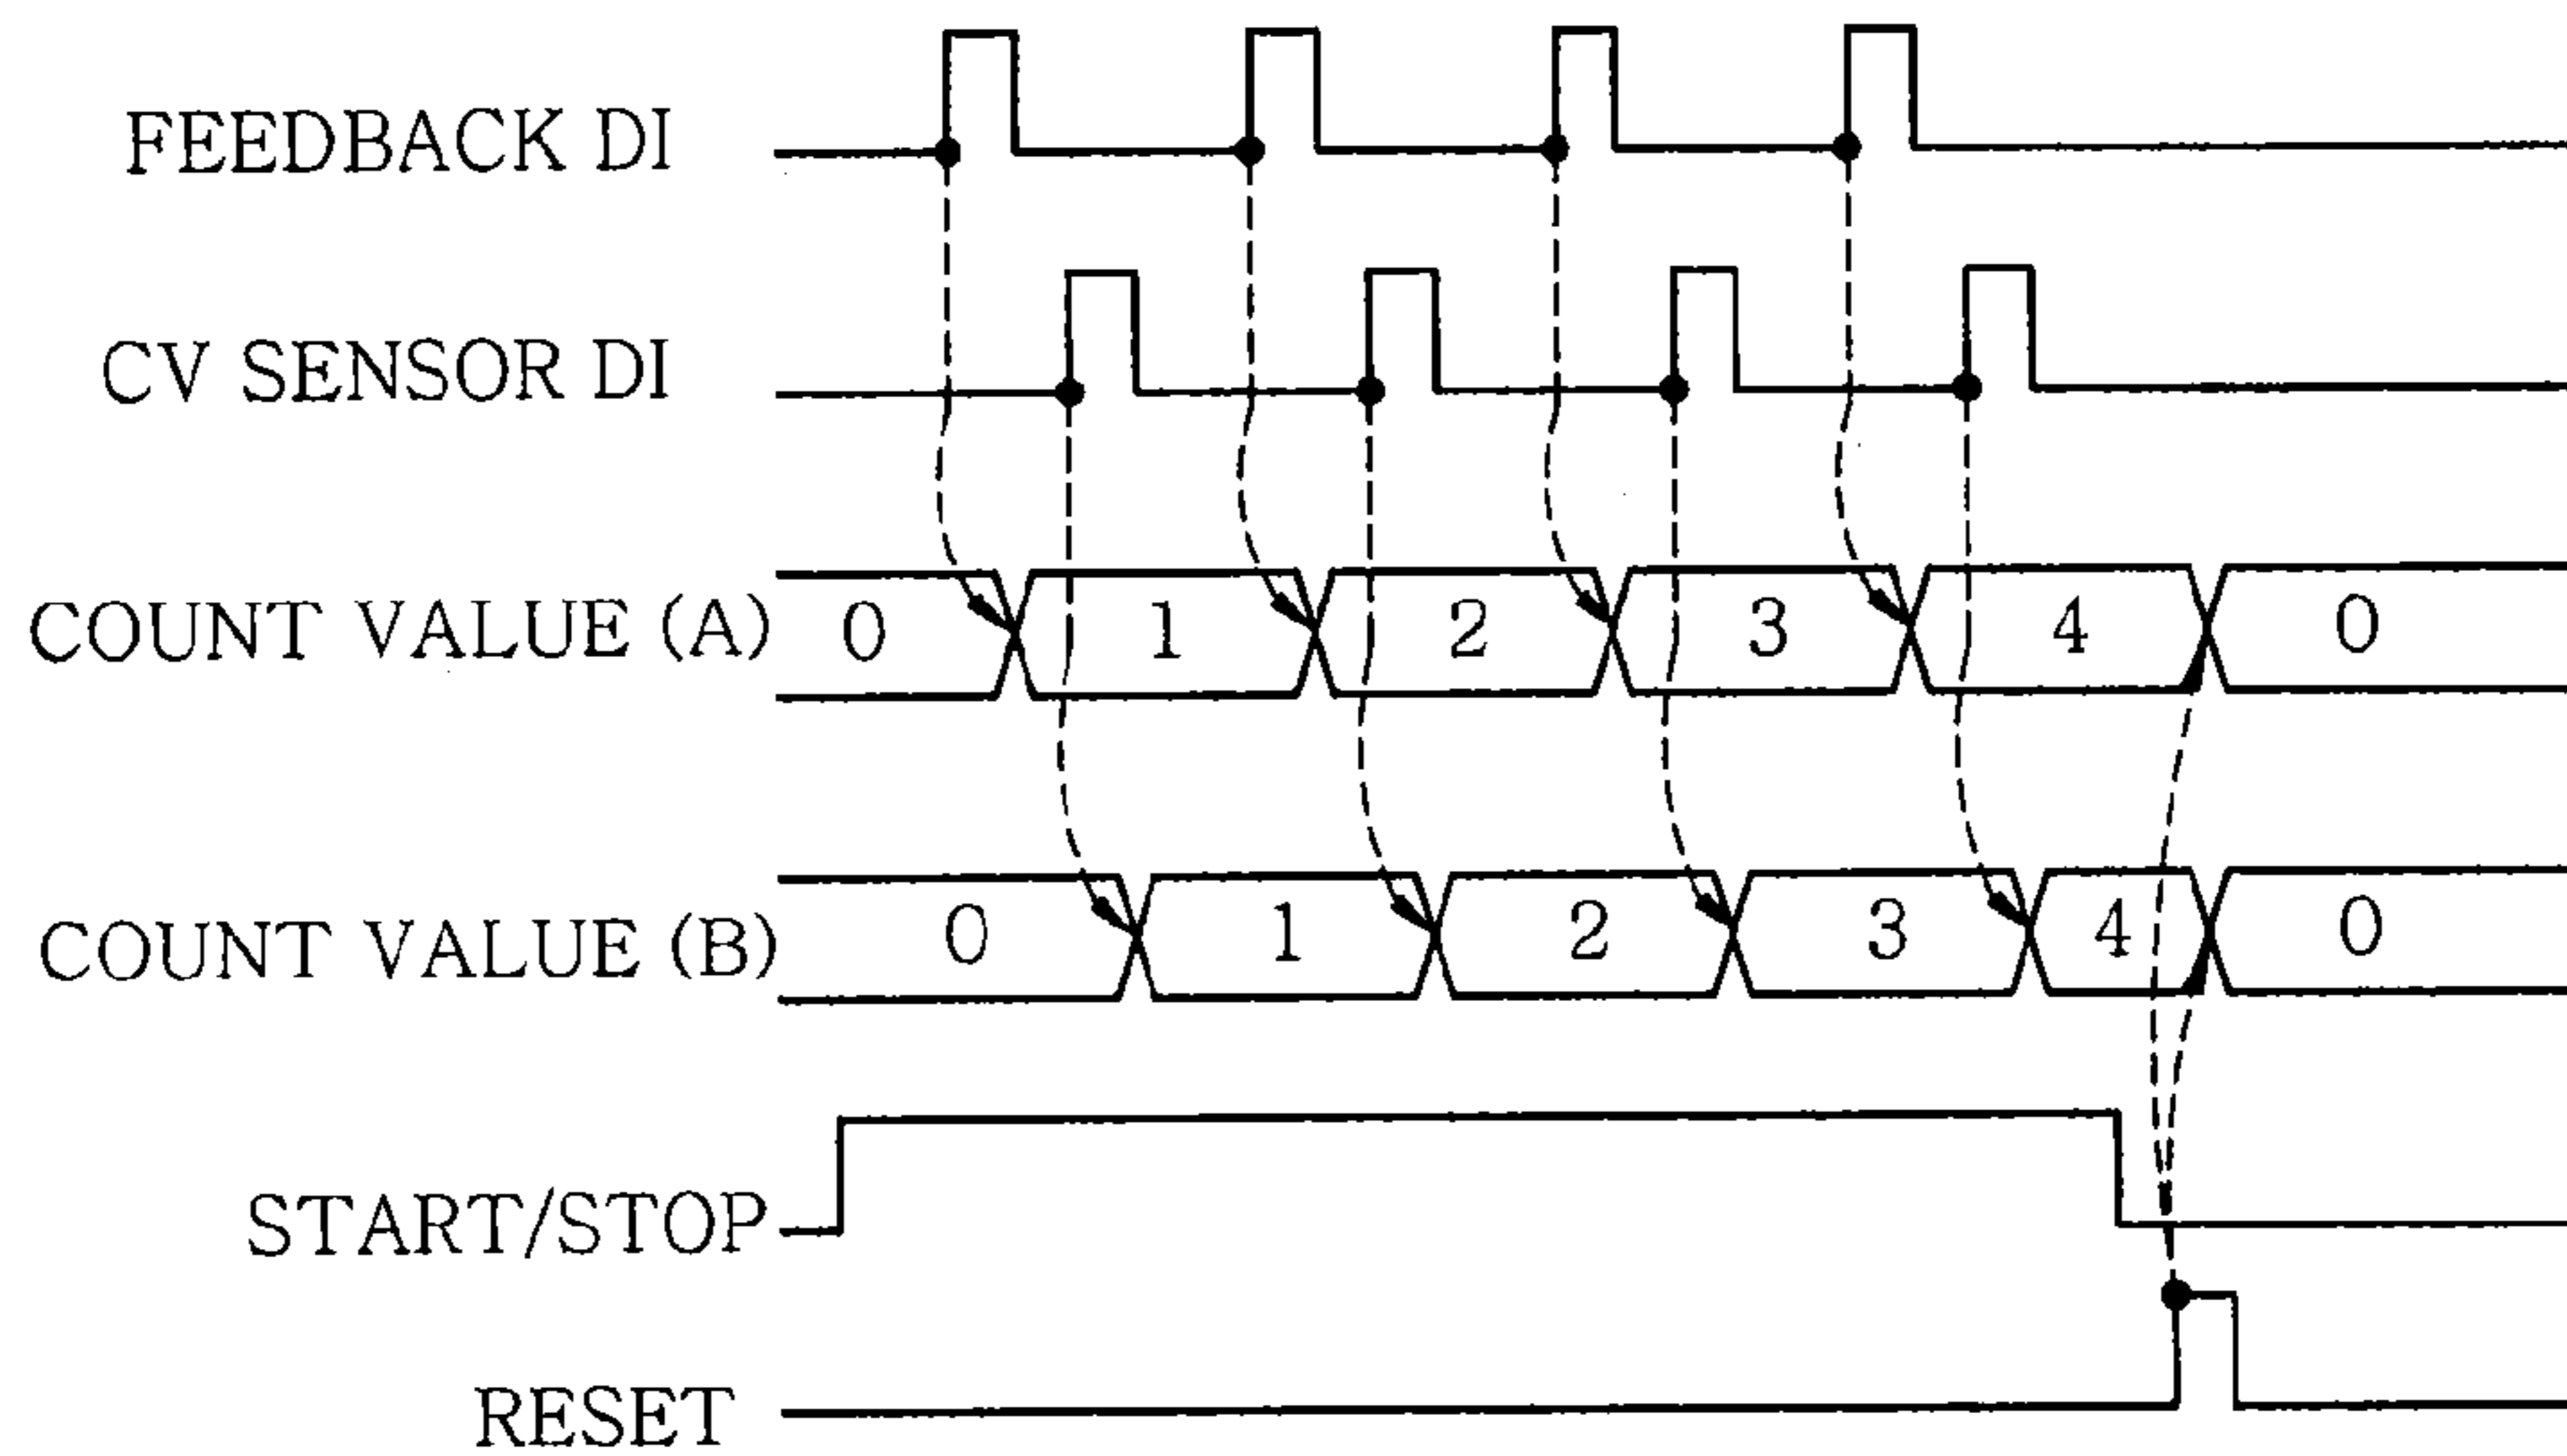 FEEDBACK DI
CV SENSOR DI
COUNT VALUE (A) 0 1 2 3 4 0
COUNT VALUE (B) 0 1 2 3 4 0
START/STOP
RESET